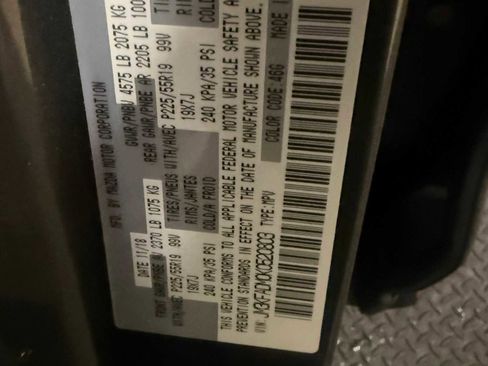 MFD. BY MAZDA MOTOR CORPORATION
DATE: 11/18 GVWR/PNBV 4575 LB 2075 KG
FRONT GAWR/PNBE AV 2370 LB 1075 KG REAR GAWR/PNBE AR 2205 LB 100
WITH/AVEC P225/55R19 99V TIRES/PNEUS WITH/AVEC P225/55R19 99V
19X7J RIMS/JANTES 19X7J
240 KPA/35 PSI COLD/A FROID 240 KPA/35 PSI COLD
THIS VEHICLE CONFORMS TO ALL APPLICABLE FEDERAL MOTOR VEHICLE SAFETY A
STANDARDS IN EFFECT ON THE DATE OF MANUFACTURE SHOWN ABOVE.
VIN: TYPE: MPV COLOR CODE: 46G MADE I